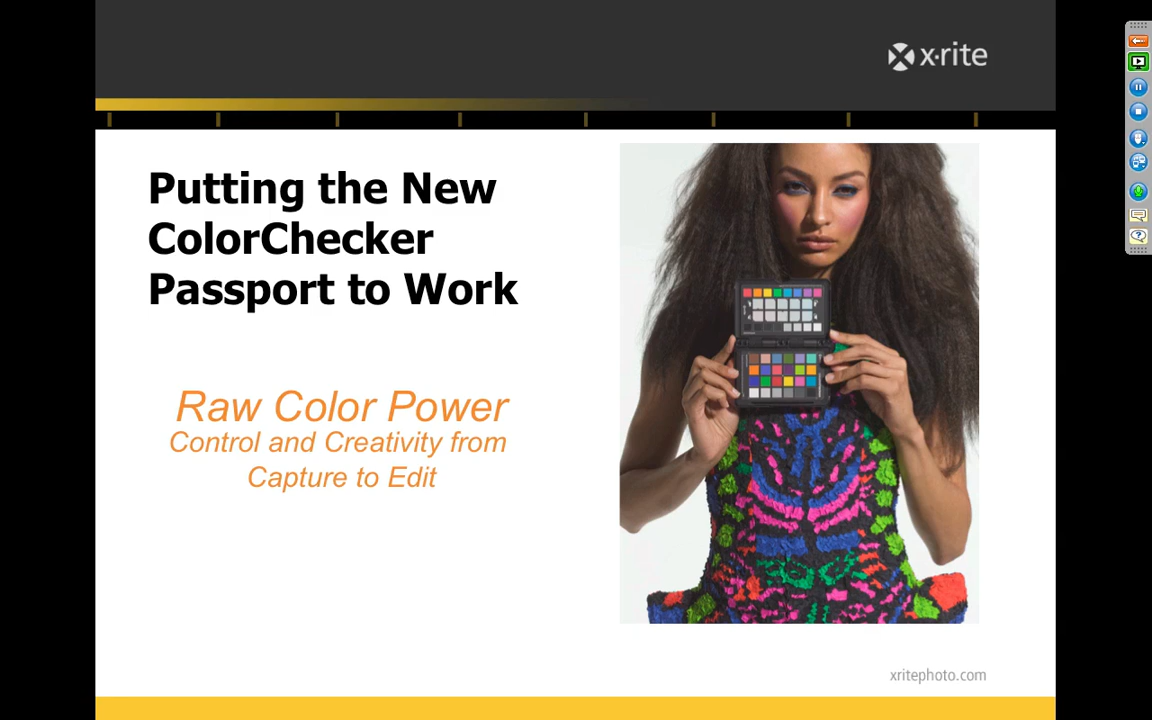 x·rite
Putting the New
ColorChecker
Passport to Work
Raw Color Power
Control and Creativity from
Capture to Edit
xritephoto.com